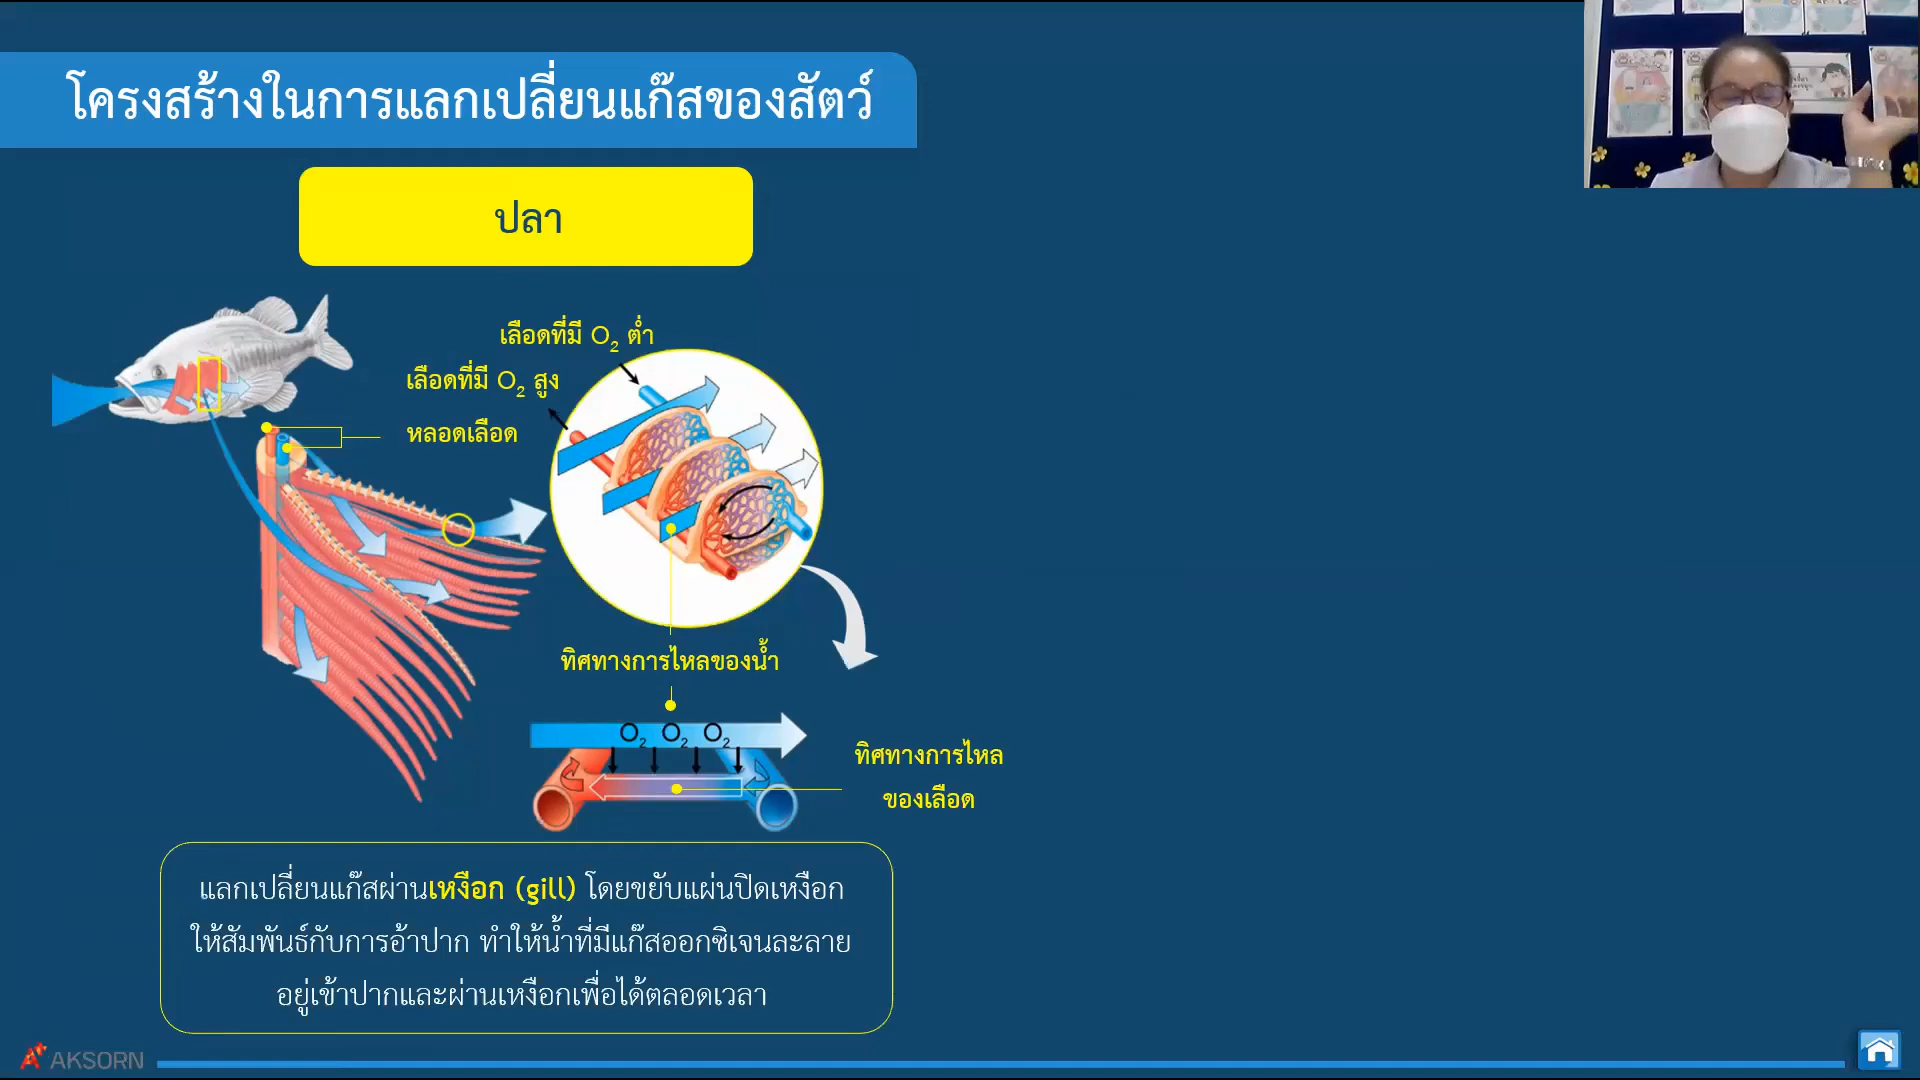 โครงสร้างในการแลกเปลี่ยนแก๊สของสัตว์
ปลา
เลือดที่มี O₂ ต่ำ
เลือดที่มี O₂ สูง
หลอดเลือด
ทิศทางการไหลของน้ำ
O₂ O₂ O₂
ทิศทางการไหล
ของเลือด
แลกเปลี่ยนแก๊สผ่านเหงือก (gill) โดยขยับแผ่นปิดเหงือก
ให้สัมพันธ์กับการอ้าปาก ทำให้น้ำที่มีแก๊สออกซิเจนละลาย
อยู่เข้าปากและผ่านเหงือกเพื่อได้ตลอดเวลา
AKSORN